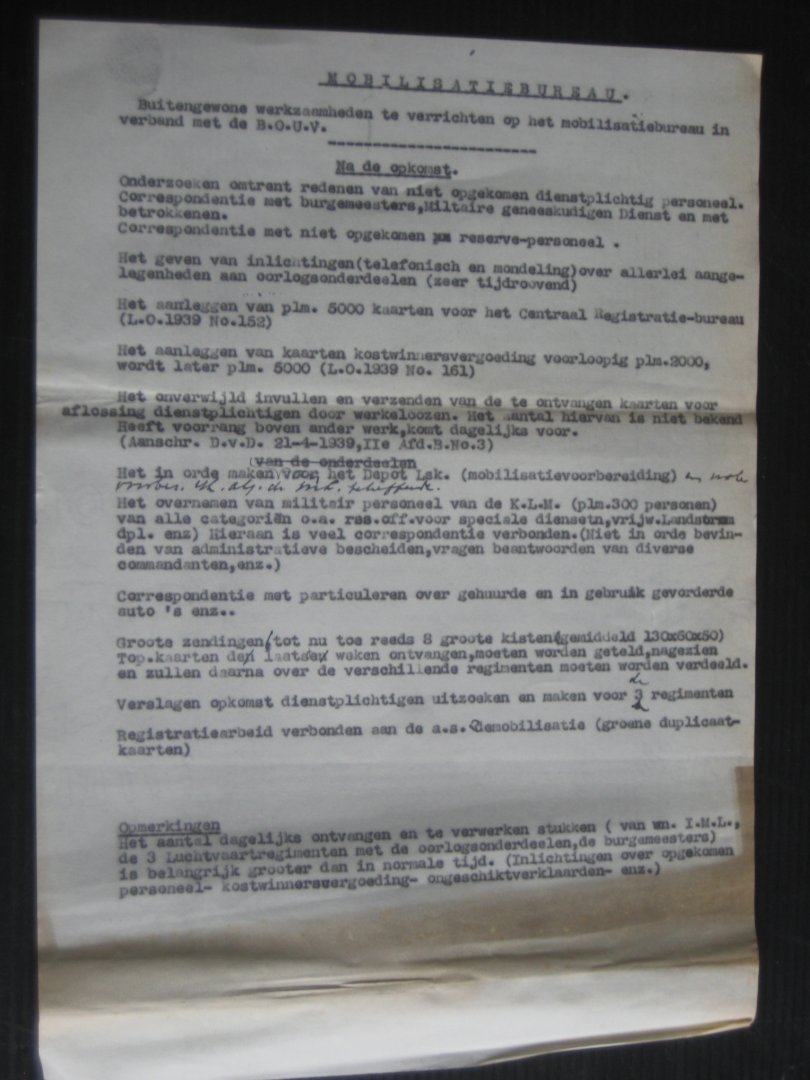 MOBILISATIEBUREAU.
Buitengewone werkzaamheden te verrichten op het mobilisatiebureau in
verband met de B.O.U.V.
Na de opkomst.
Onderzoeken omtrent redenen van niet opgekomen dienstplichtig personeel.
Correspondentie met burgemeesters,Miltaire geneeskudigen Dienst en met
betrokkenen.
Correspondentie met niet opgekomen reserve-personeel .
Het geven van inlichtingen(telefonisch en mondeling)over allerlei aange-
legenheden aan oorlogsonderdeelen (zeer tijdroovend)
Het aanleggen van plm. 5000 kaarten voor het Centraal Registratie-bureau
(L.O.1939 No.152)
Het aanleggen van kaarten kostwinnersvergoeding voorloopig plm.2000,
wordt later plm. 5000 (L.O.1939 No. 161)
Het onverwijld invullen en verzenden van de te ontvangen kaarten voor
aflossing dienstplichtigen door werkeloozen. Het aantal hiervan is niet bekend
Heeft voorrang boven ander werk,komt dagelijks voor.
(Aanschr. D.v.D. 21-4-1939,IIe Afd.B.No.3)
(van de onderdeelen
Het in orde maken voor het Depot Lsk. (mobilisatievoorbereiding) en
Het overnemen van militair personeel van de K.L.M. (plm.300 personen)
van alle categoriën o.a. res.off.voor speciale diensetn,vrijw.Landstorm
dpl. enz) Hieraan is veel correspondentie verbonden.(Niet in orde bevin-
den van administratieve bescheiden,vragen beantwoorden van diverse
commandanten,enz.)
Correspondentie met particuleren over gehuurde en in gebruik gevorderde
auto 's enz..
Groote zendingen(tot nu toe reeds 8 groote kisten(gemiddeld 130x60x50)
Top.kaarten de laatse weken ontvangen,moeten worden geteld,nagezien
en zullen daarna over de verschillende regimenten moeten worden verdeeld.
de
Verslagen opkomst dienstplichtigen uitzoeken en maken voor 3 regimenten
Registratiearbeid verbonden aan de a.s. demobilisatie (groene duplicaat-
kaarten)
Opmerkingen
Het aantal dagelijks ontvangen en te verwerken stukken ( van wn. I.M.L.,
de 3 Luchtvaartregimenten met de oorlogsonderdeelen,de burgemeesters)
is belangrijk grooter dan in normale tijd. (Inlichtingen over opgekomen
personeel- kostwinnersvergoeding- ongeschiktverklaarden- enz.)